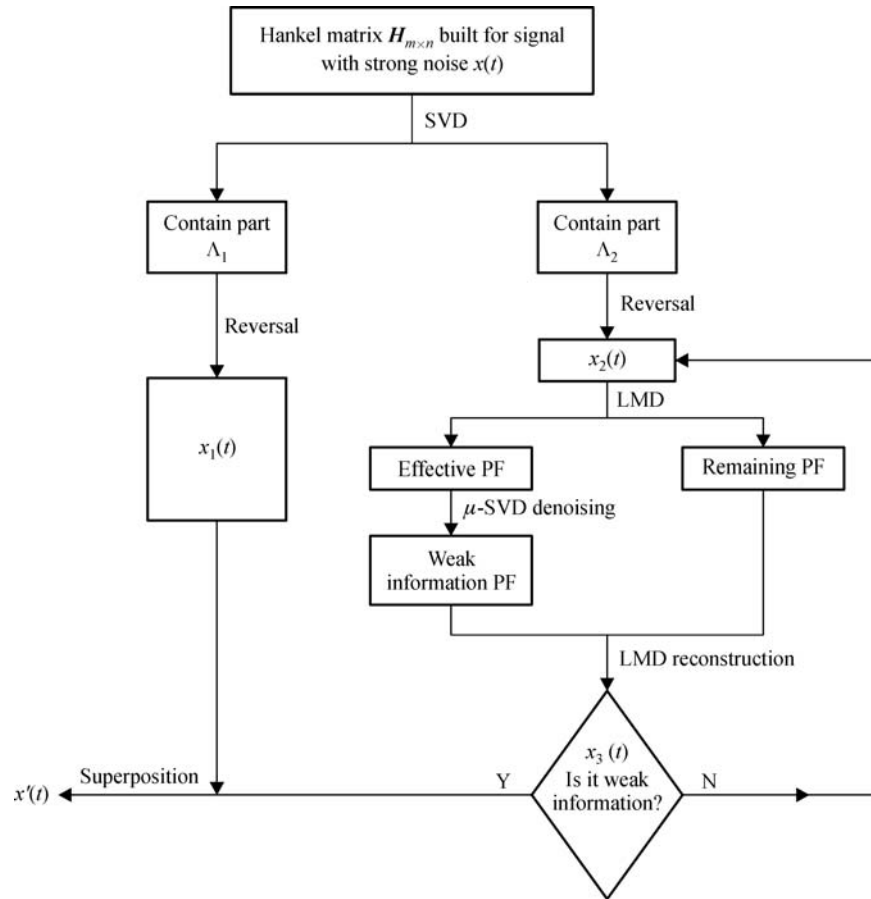 Hankel matrix H_{m×n} built for signal
with strong noise x(t)
SVD
Contain part
Λ₁
Contain part
Λ₂
Reversal
Reversal
x₂(t)
LMD
x₁(t)
Effective PF
Remaining PF
μ-SVD denoising
Weak
information PF
LMD reconstruction
x₃ (t)
Is it weak
information?
Superposition
Y
N
x′(t)